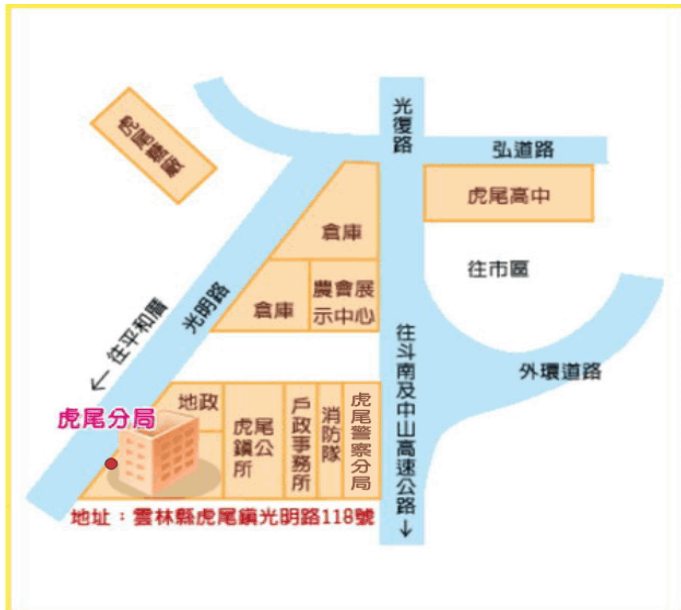 光復路
弘道路
虎尾糖廠
虎尾高中
倉庫
往市區
倉庫
農會展
示中心
光明路
← 往平和厝
往斗南及中山高速公路→
外環道路
地政
虎尾分局
虎尾
鎮公所
戶政事務所
消防隊
虎尾警察分局
地址：雲林縣虎尾鎮光明路118號